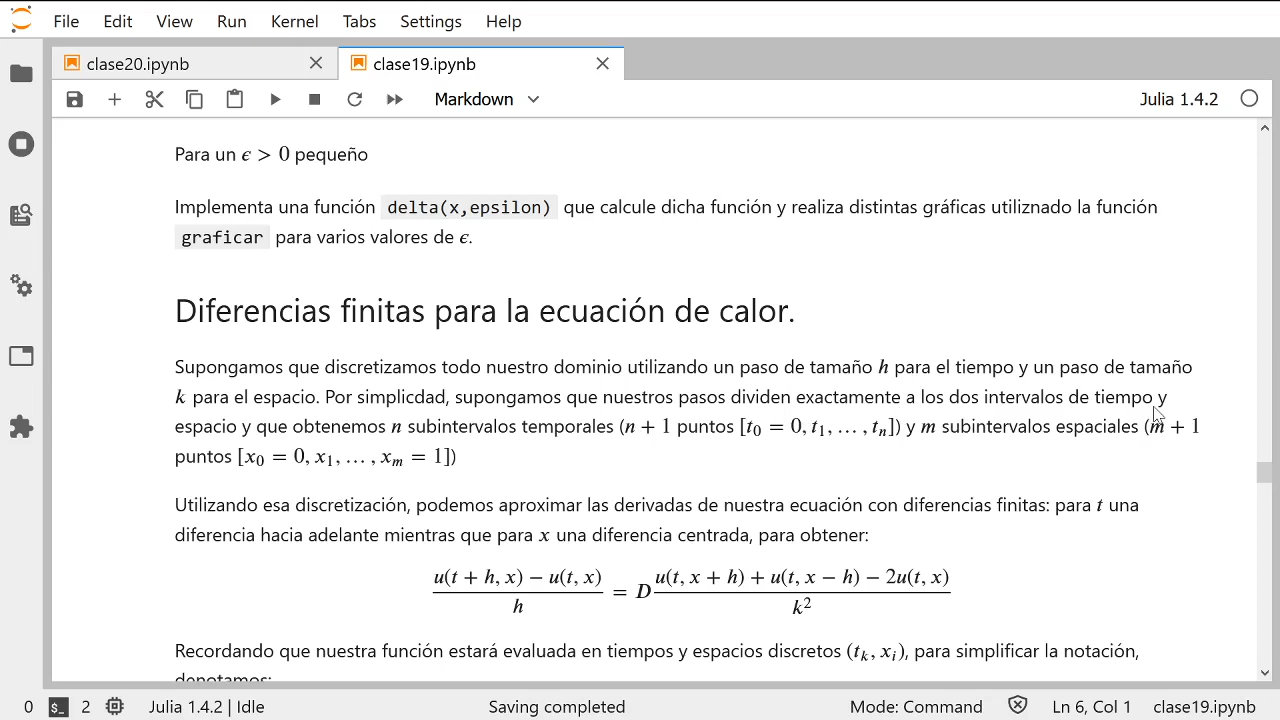 File Edit View Run Kernel Tabs Settings Help
clase20.ipynb clase19.ipynb
Markdown Julia 1.4.2
Para un ϵ > 0 pequeño
Implementa una función delta(x,epsilon) que calcule dicha función y realiza distintas gráficas utiliznado la función
graficar para varios valores de ϵ.
Diferencias finitas para la ecuación de calor.
Supongamos que discretizamos todo nuestro dominio utilizando un paso de tamaño h para el tiempo y un paso de tamaño
k para el espacio. Por simplicdad, supongamos que nuestros pasos dividen exactamente a los dos intervalos de tiempo y
espacio y que obtenemos n subintervalos temporales (n + 1 puntos [t₀ = 0, t₁, … , tₙ]) y m subintervalos espaciales (m + 1
puntos [x₀ = 0, x₁, … , xₘ = 1])
Utilizando esa discretización, podemos aproximar las derivadas de nuestra ecuación con diferencias finitas: para t una
diferencia hacia adelante mientras que para x una diferencia centrada, para obtener:
u(t + h, x) − u(t, x) / h = D u(t, x + h) + u(t, x − h) − 2u(t, x) / k²
Recordando que nuestra función estará evaluada en tiempos y espacios discretos (tₖ, xᵢ), para simplificar la notación,
denotamos:
0 2 Julia 1.4.2 | Idle Saving completed Mode: Command Ln 6, Col 1 clase19.ipynb